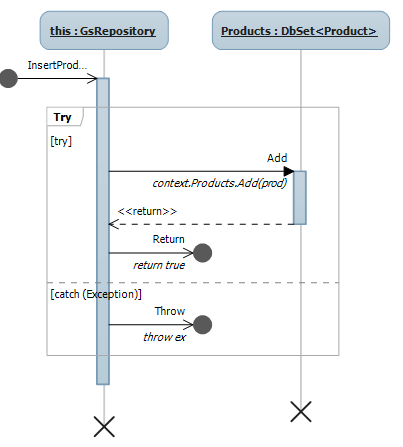 this : GsRepository
Products : DbSet<Product>
InsertProd...
Try
[try]
Add
context.Products.Add(prod)
<<return>>
Return
return true
[catch (Exception)]
Throw
throw ex